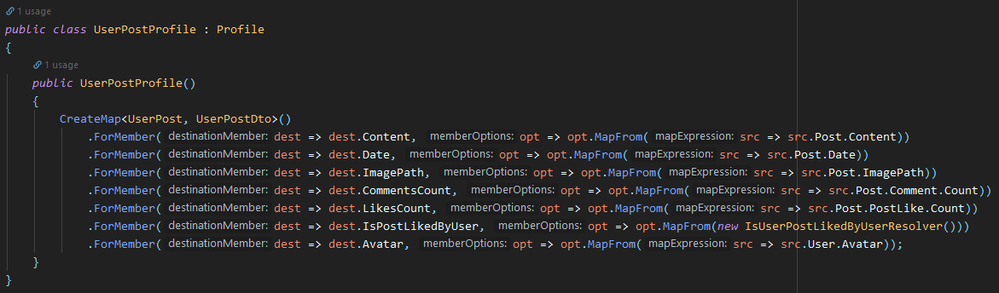 1 usage
public class UserPostProfile : Profile
{
1 usage
public UserPostProfile()
{
CreateMap<UserPost, UserPostDto>()
.ForMember( destinationMember: dest => dest.Content, memberOptions: opt => opt.MapFrom( mapExpression: src => src.Post.Content))
.ForMember( destinationMember: dest => dest.Date, memberOptions: opt => opt.MapFrom( mapExpression: src => src.Post.Date))
.ForMember( destinationMember: dest => dest.ImagePath, memberOptions: opt => opt.MapFrom( mapExpression: src => src.Post.ImagePath))
.ForMember( destinationMember: dest => dest.CommentsCount, memberOptions: opt => opt.MapFrom( mapExpression: src => src.Post.Comment.Count))
.ForMember( destinationMember: dest => dest.LikesCount, memberOptions: opt => opt.MapFrom( mapExpression: src => src.Post.PostLike.Count))
.ForMember( destinationMember: dest => dest.IsPostLikedByUser, memberOptions: opt => opt.MapFrom(new IsUserPostLikedByUserResolver()))
.ForMember( destinationMember: dest => dest.Avatar, memberOptions: opt => opt.MapFrom( mapExpression: src => src.User.Avatar));
}
}